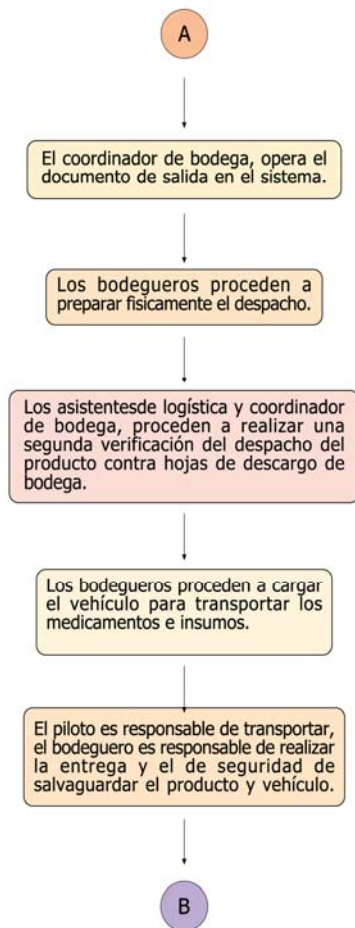 A
El coordinador de bodega, opera el
documento de salida en el sistema.
Los bodegueros proceden a
preparar fisicamente el despacho.
Los asistentesde logística y coordinador
de bodega, proceden a realizar una
segunda verificación del despacho del
producto contra hojas de descargo de
bodega.
Los bodegueros proceden a cargar
el vehículo para transportar los
medicamentos e insumos.
El piloto es responsable de transportar,
el bodeguero es responsable de realizar
la entrega y el de seguridad de
salvaguardar el producto y vehículo.
B